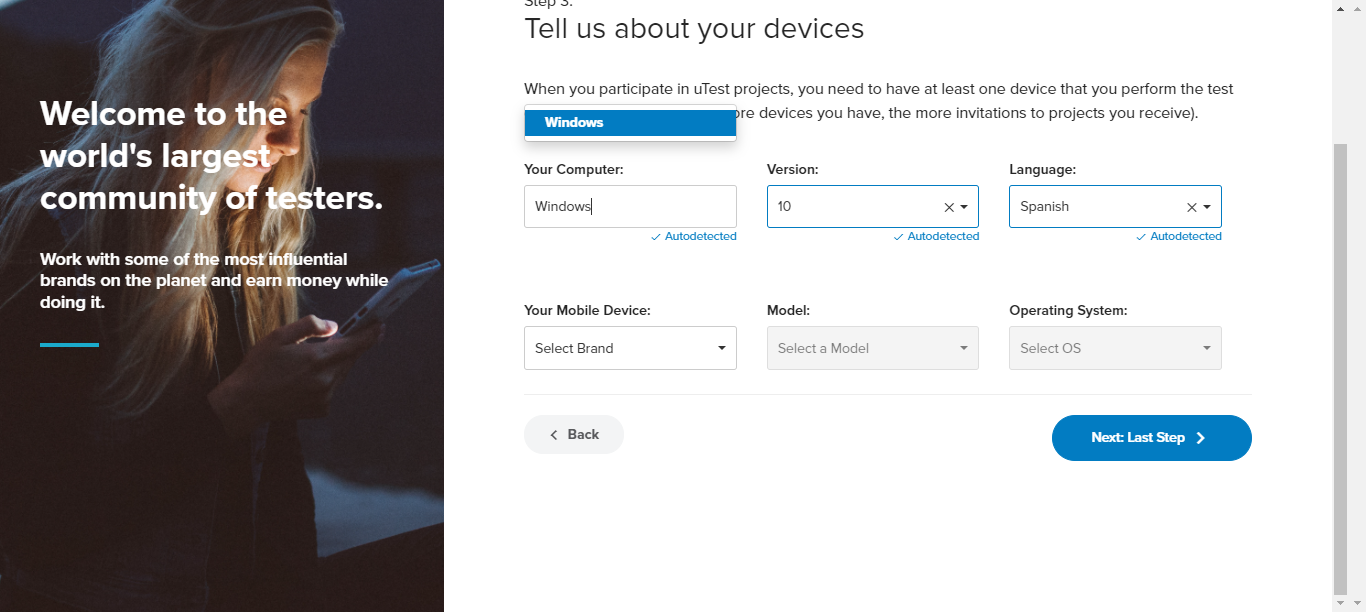 Welcome to the
world's largest
community of testers.
Work with some of the most influential
brands on the planet and earn money while
doing it.
Step 3:
Tell us about your devices
When you participate in uTest projects, you need to have at least one device that you perform the test
ore devices you have, the more invitations to projects you receive).
Windows
Your Computer:
Version:
Language:
Windows
10
Spanish
Autodetected
Autodetected
Autodetected
Your Mobile Device:
Model:
Operating System:
Select Brand
Select a Model
Select OS
Back
Next: Last Step